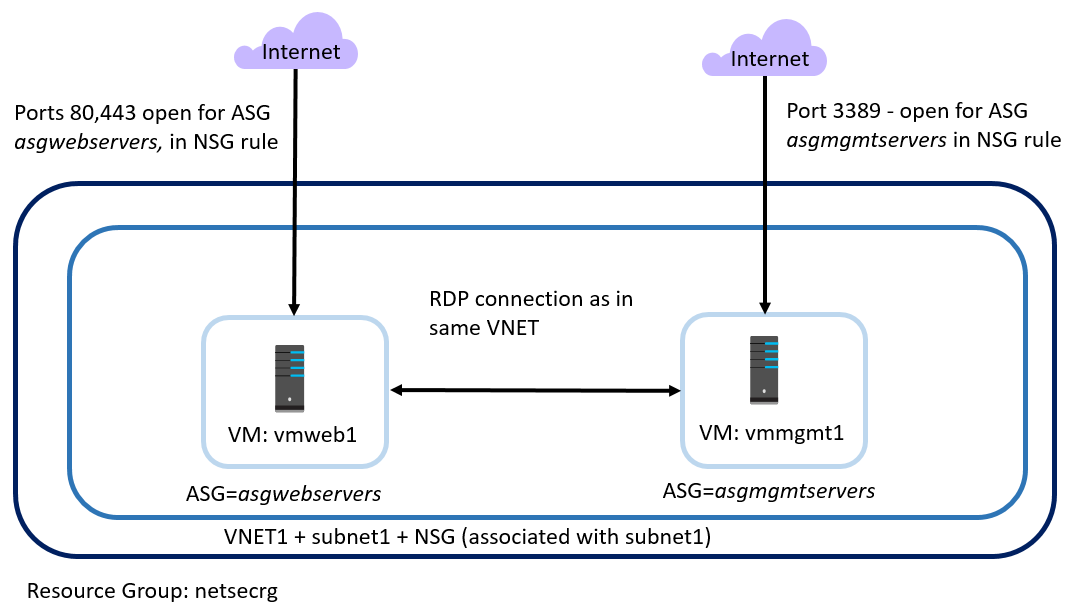 Internet
Internet
Ports 80,443 open for ASG
asgwebservers, in NSG rule
Port 3389 - open for ASG
asgmgmtservers in NSG rule
RDP connection as in
same VNET
VM: vmweb1
VM: vmmgmt1
ASG=asgwebservers
ASG=asgmgmtservers
VNET1 + subnet1 + NSG (associated with subnet1)
Resource Group: netsecrg